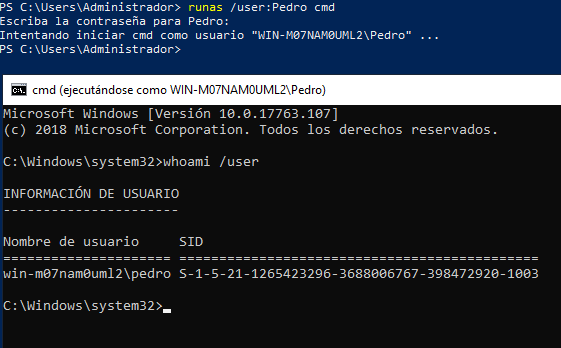 PS C:\Users\Administrador> runas /user:Pedro cmd
Escriba la contraseña para Pedro:
Intentando iniciar cmd como usuario "WIN-M07NAM0UML2\Pedro" ...
PS C:\Users\Administrador>
cmd (ejecutándose como WIN-M07NAM0UML2\Pedro)
Microsoft Windows [Versión 10.0.17763.107]
(c) 2018 Microsoft Corporation. Todos los derechos reservados.
C:\Windows\system32>whoami /user
INFORMACIÓN DE USUARIO
----------------------
Nombre de usuario     SID
===================== =============================================
win-m07nam0uml2\pedro S-1-5-21-1265423296-3688006767-398472920-1003
C:\Windows\system32>